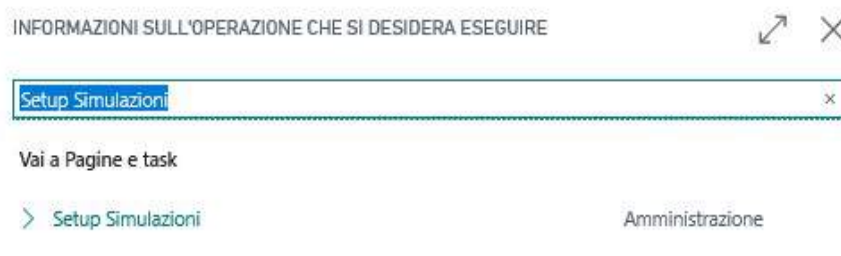 INFORMAZIONI SULL'OPERAZIONE CHE SI DESIDERA ESEGUIRE
Setup Simulazioni
Vai a Pagine e task
Setup Simulazioni Amministrazione